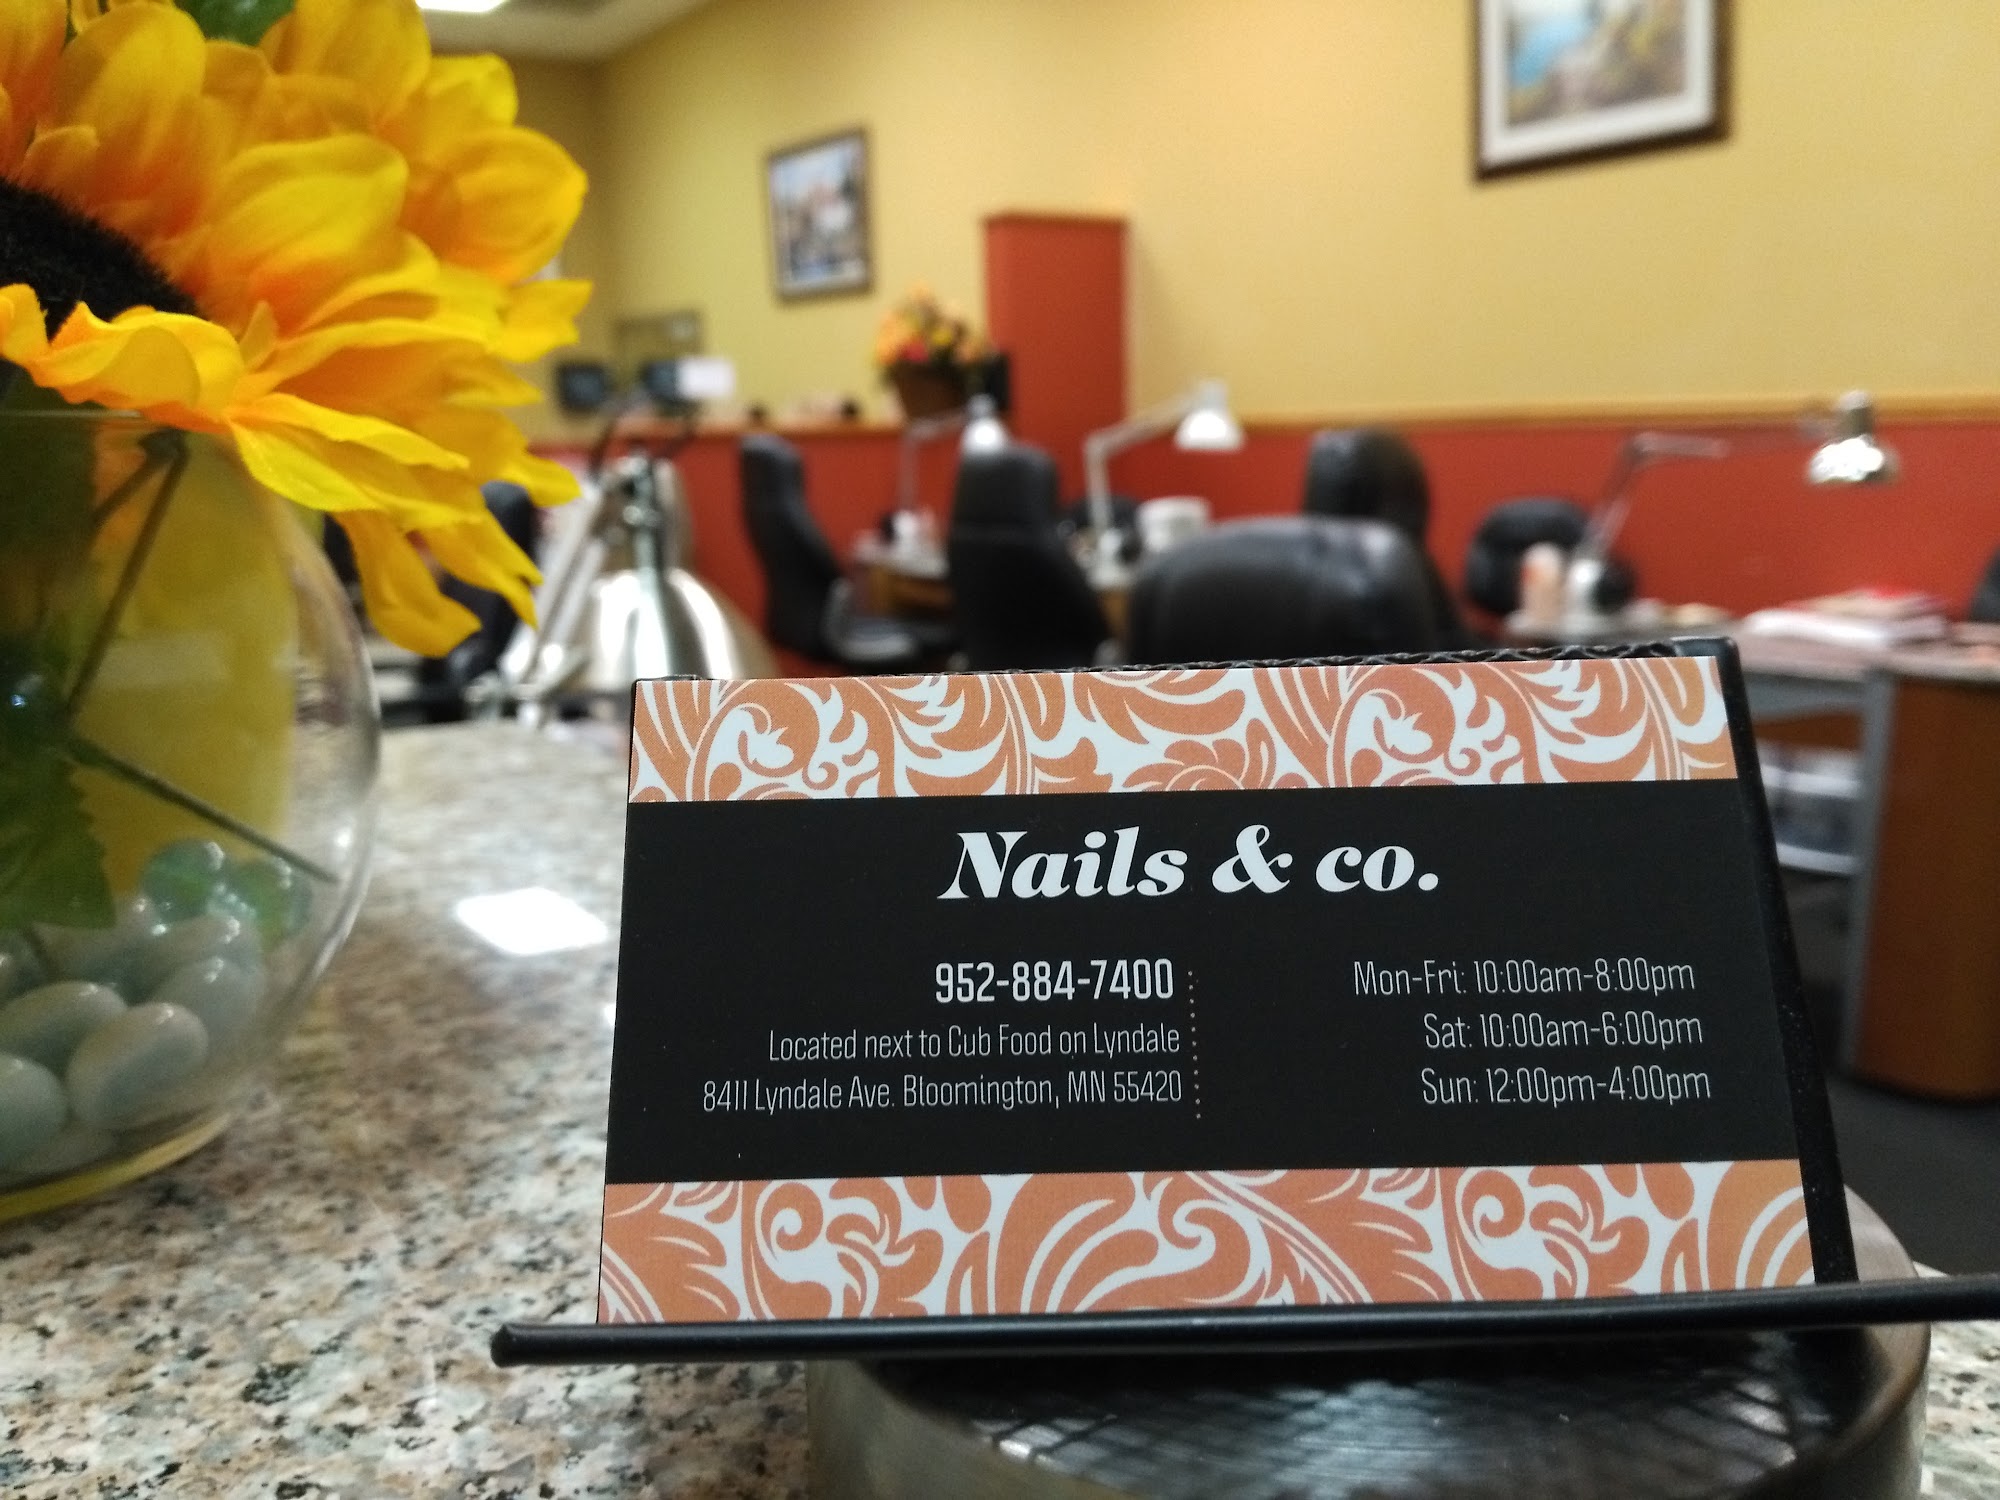 Nails & co.
952-884-7400
Located next to Cub Food on Lyndale
8411 Lyndale Ave. Bloomington, MN 55420
Mon-Fri: 10:00am-8:00pm
Sat: 10:00am-6:00pm
Sun: 12:00pm-4:00pm